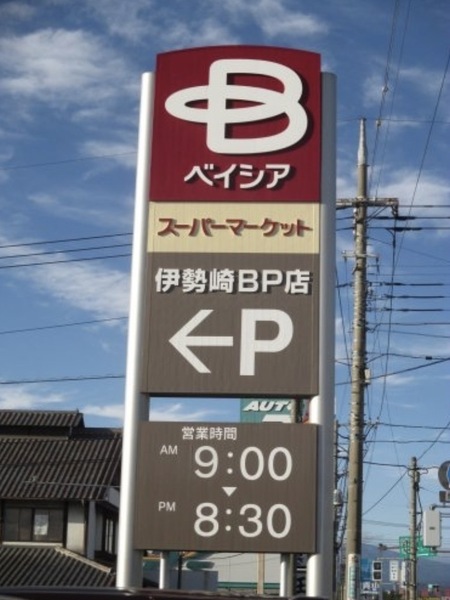 B
ベイシア
スーパーマーケット
伊勢崎BP店
←P
AUTO
営業時間
AM 9:00
▼
PM 8:30